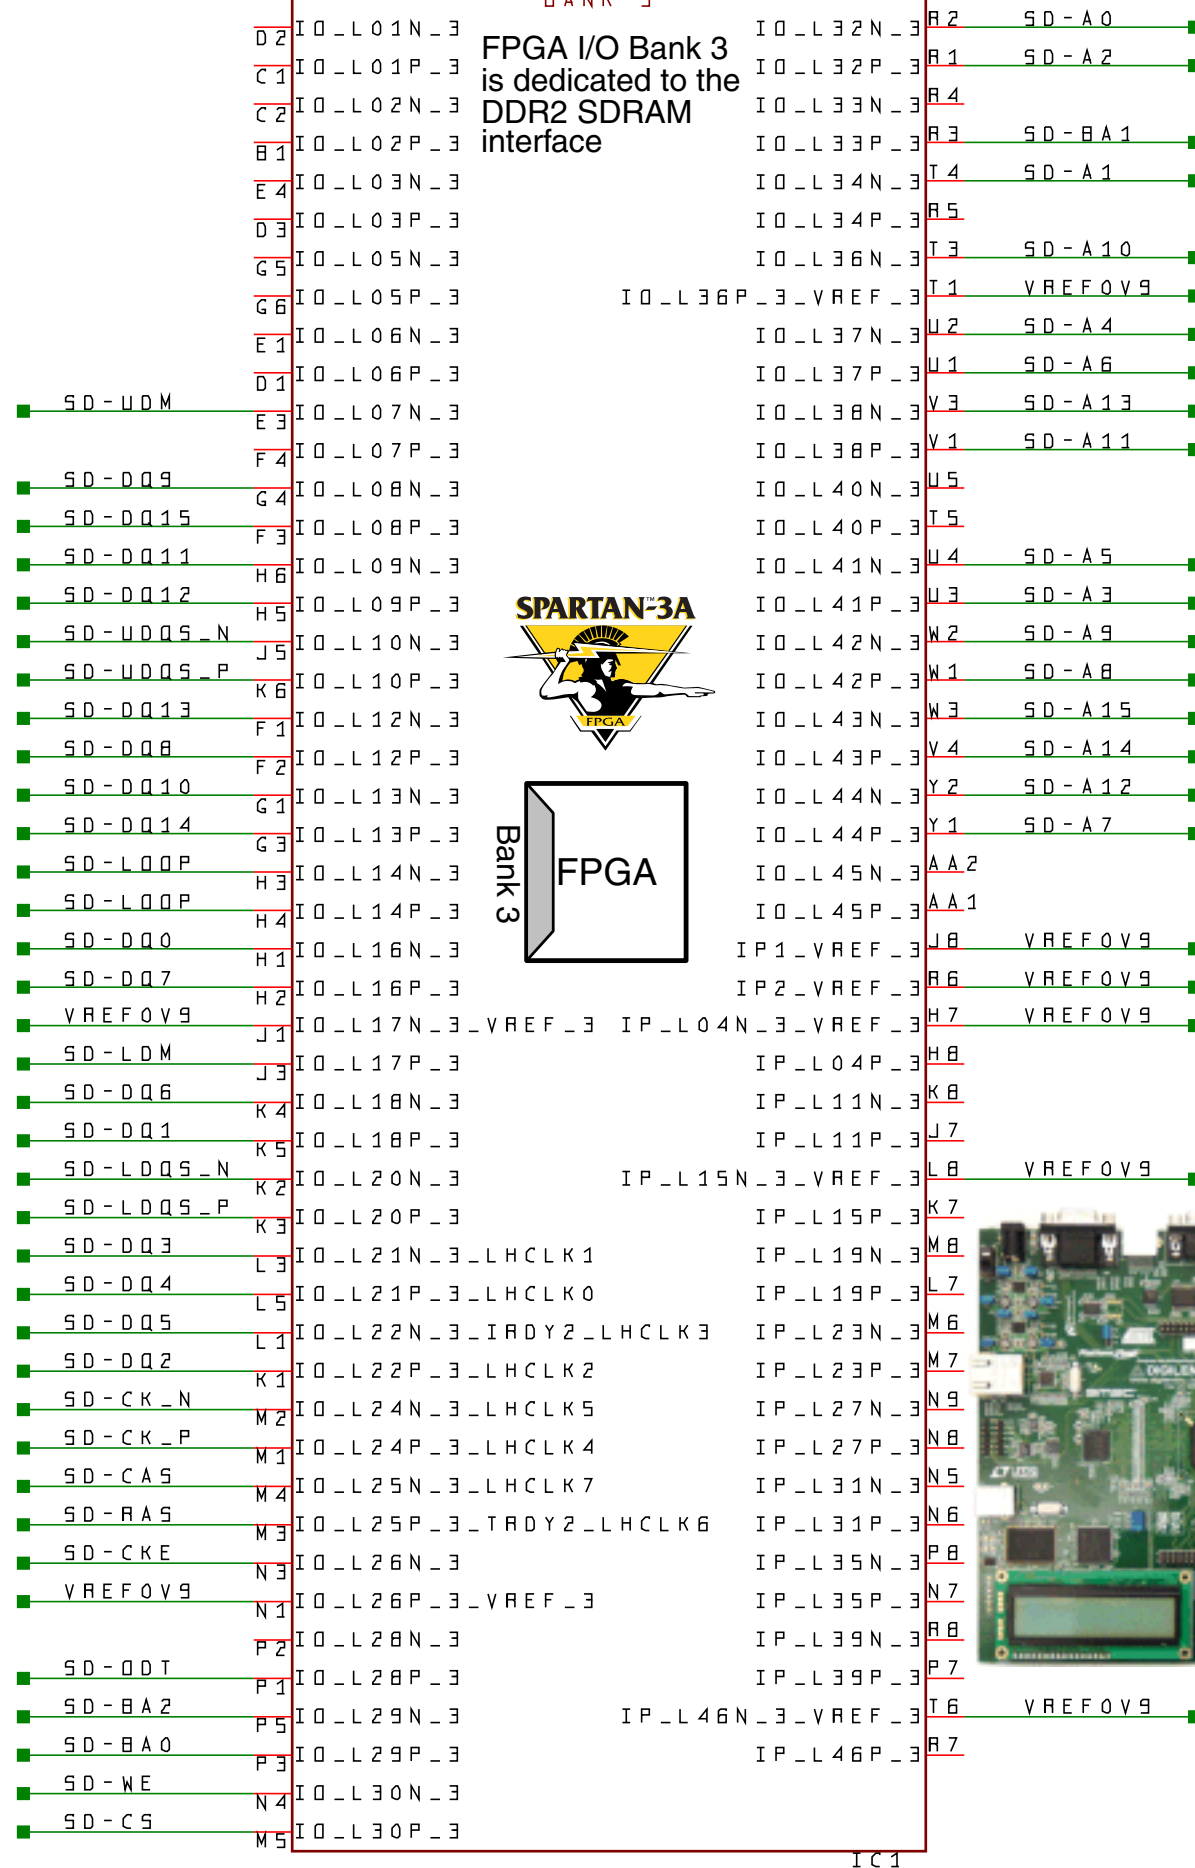 BANK 3
FPGA I/O Bank 3
is dedicated to the
DDR2 SDRAM
interface
D2 IO_L01N_3
C1 IO_L01P_3
C2 IO_L02N_3
B1 IO_L02P_3
E4 IO_L03N_3
D3 IO_L03P_3
G5 IO_L05N_3
G6 IO_L05P_3
E1 IO_L06N_3
D1 IO_L06P_3
SD-UDM E3 IO_L07N_3
F4 IO_L07P_3
SD-DQ9 G4 IO_L08N_3
SD-DQ15 F3 IO_L08P_3
SD-DQ11 H6 IO_L09N_3
SD-DQ12 H5 IO_L09P_3
SD-UDQS_N J5 IO_L10N_3
SD-UDQS_P K6 IO_L10P_3
SD-DQ13 F1 IO_L12N_3
SD-DQ8 F2 IO_L12P_3
SD-DQ10 G1 IO_L13N_3
SD-DQ14 G3 IO_L13P_3
SD-LOOP H3 IO_L14N_3
SD-LOOP H4 IO_L14P_3
SD-DQ0 H1 IO_L16N_3
SD-DQ7 H2 IO_L16P_3
VREF0V9 J1 IO_L17N_3_VREF_3
SD-LDM J3 IO_L17P_3
SD-DQ6 K4 IO_L18N_3
SD-DQ1 K5 IO_L18P_3
SD-LDQS_N K2 IO_L20N_3
SD-LDQS_P K3 IO_L20P_3
SD-DQ3 L3 IO_L21N_3_LHCLK1
SD-DQ4 L5 IO_L21P_3_LHCLK0
SD-DQ5 L1 IO_L22N_3_IRDY2_LHCLK3
SD-DQ2 K1 IO_L22P_3_LHCLK2
SD-CK_N M2 IO_L24N_3_LHCLK5
SD-CK_P M1 IO_L24P_3_LHCLK4
SD-CAS M4 IO_L25N_3_LHCLK7
SD-RAS M3 IO_L25P_3_TRDY2_LHCLK6
SD-CKE N3 IO_L26N_3
VREF0V9 N1 IO_L26P_3_VREF_3
P2 IO_L28N_3
SD-ODT P1 IO_L28P_3
SD-BA2 P5 IO_L29N_3
SD-BA0 P3 IO_L29P_3
SD-WE N4 IO_L30N_3
SD-CS M5 IO_L30P_3
SPARTAN™-3A
FPGA
Bank 3
FPGA
IO_L32N_3 R2 SD-A0
IO_L32P_3 R1 SD-A2
IO_L33N_3 R4
IO_L33P_3 R3 SD-BA1
IO_L34N_3 T4 SD-A1
IO_L34P_3 R5
IO_L36N_3 T3 SD-A10
IO_L36P_3_VREF_3 T1 VREF0V9
IO_L37N_3 U2 SD-A4
IO_L37P_3 U1 SD-A6
IO_L38N_3 V3 SD-A13
IO_L38P_3 V1 SD-A11
IO_L40N_3 U5
IO_L40P_3 T5
IO_L41N_3 U4 SD-A5
IO_L41P_3 U3 SD-A3
IO_L42N_3 W2 SD-A9
IO_L42P_3 W1 SD-A8
IO_L43N_3 W3 SD-A15
IO_L43P_3 V4 SD-A14
IO_L44N_3 Y2 SD-A12
IO_L44P_3 Y1 SD-A7
IO_L45N_3 AA2
IO_L45P_3 AA1
IP1_VREF_3 J8 VREF0V9
IP2_VREF_3 R6 VREF0V9
IP_L04N_3_VREF_3 H7 VREF0V9
IP_L04P_3 H8
IP_L11N_3 K8
IP_L11P_3 J7
IP_L15N_3_VREF_3 L8 VREF0V9
IP_L15P_3 K7
IP_L19N_3 M8
IP_L19P_3 L7
IP_L23N_3 M6
IP_L23P_3 M7
IP_L27N_3 N9
IP_L27P_3 N8
IP_L31N_3 N5
IP_L31P_3 N6
IP_L35N_3 P8
IP_L35P_3 N7
IP_L39N_3 R8
IP_L39P_3 P7
IP_L46N_3_VREF_3 T6 VREF0V9
IP_L46P_3 R7
IC1